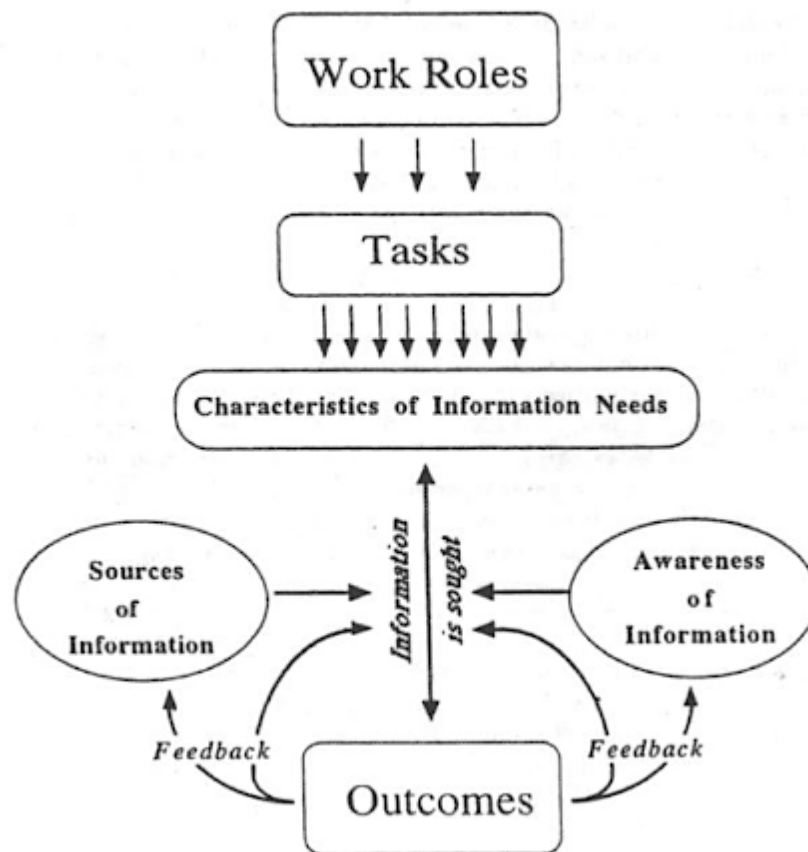 Work Roles
Tasks
Characteristics of Information Needs
Sources
of
Information
Information
is sought
Awareness
of
Information
Feedback
Feedback
Outcomes